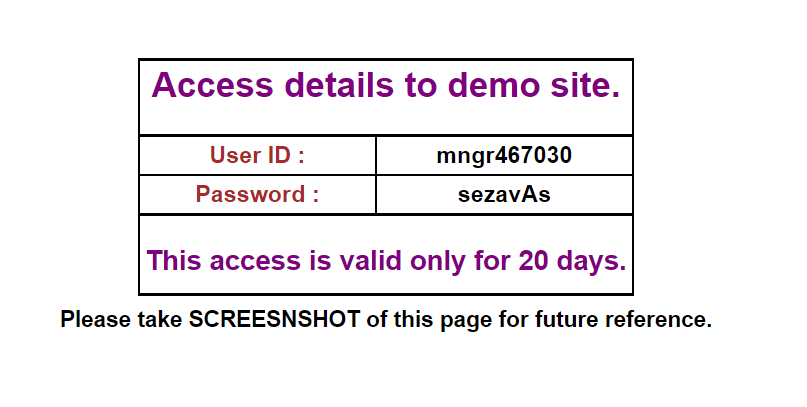 Access details to demo site.
User ID : mngr467030
Password : sezavAs
This access is valid only for 20 days.
Please take SCREESNSHOT of this page for future reference.